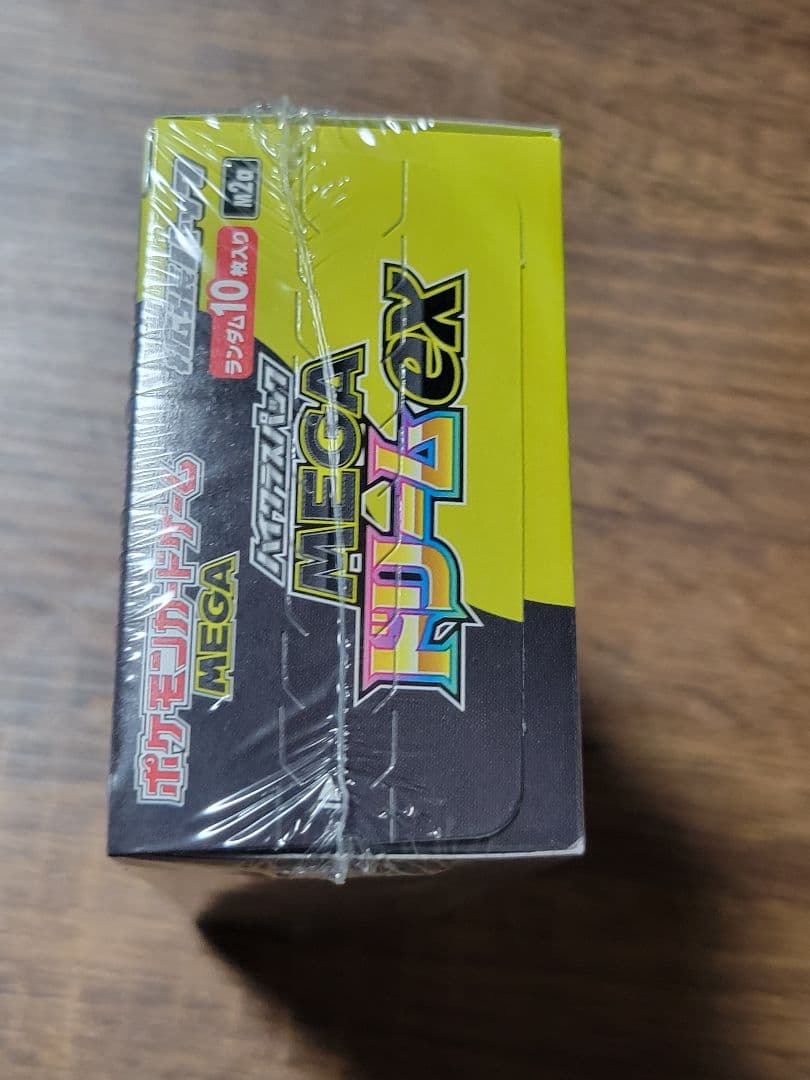 ポケモンカードゲーム
MEGA
拡張パック
M2a
ランダム10枚入り
ハイクラスパック
MEGA
ドリームex